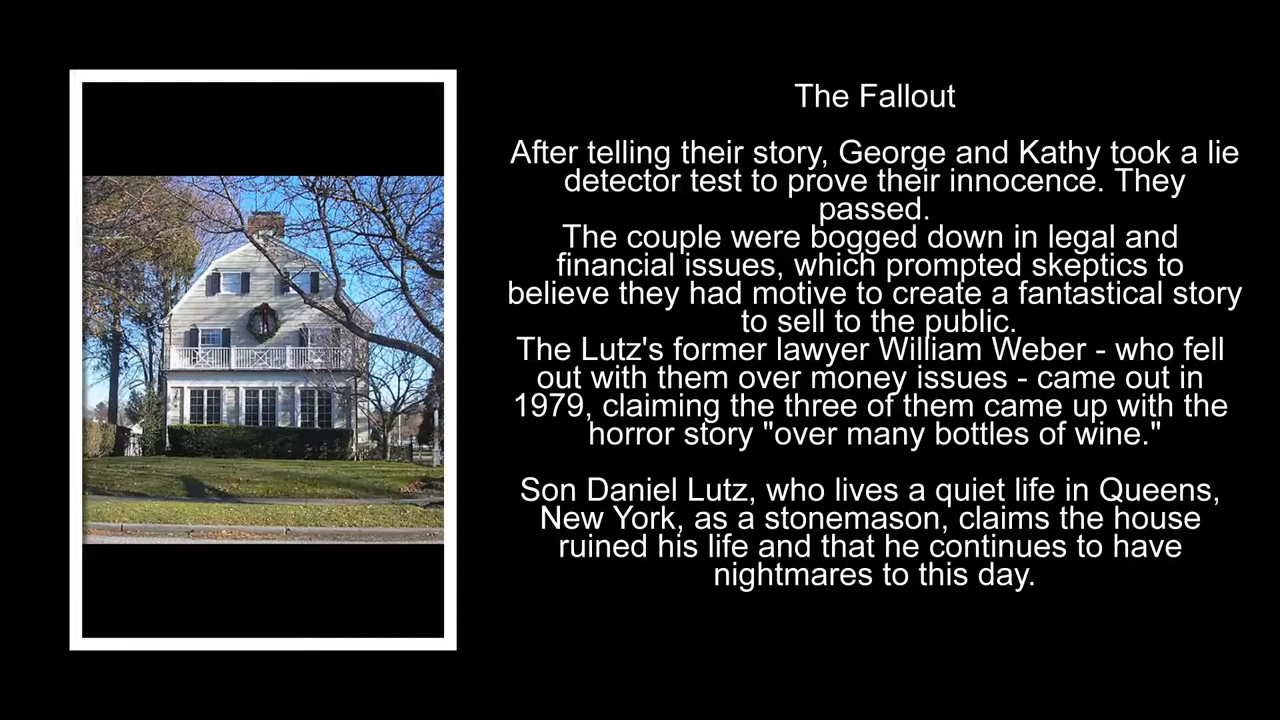 The Fallout
After telling their story, George and Kathy took a lie
detector test to prove their innocence. They
passed.
The couple were bogged down in legal and
financial issues, which prompted skeptics to
believe they had motive to create a fantastical story
to sell to the public.
The Lutz's former lawyer William Weber - who fell
out with them over money issues - came out in
1979, claiming the three of them came up with the
horror story "over many bottles of wine."
Son Daniel Lutz, who lives a quiet life in Queens,
New York, as a stonemason, claims the house
ruined his life and that he continues to have
nightmares to this day.